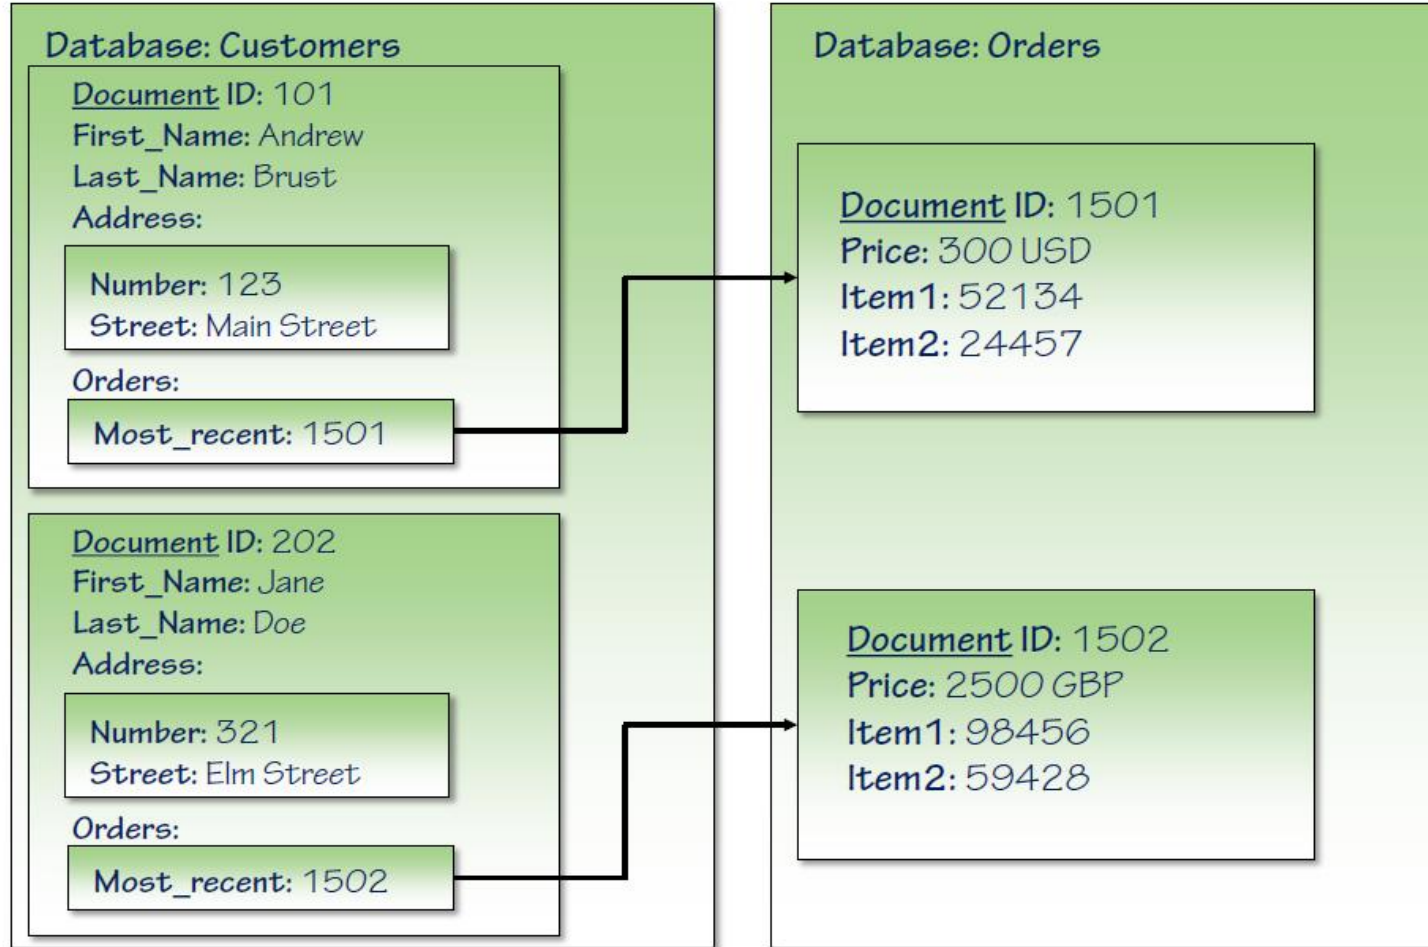 Database: Customers
Document ID: 101
First_Name: Andrew
Last_Name: Brust
Address:
Number: 123
Street: Main Street
Orders:
Most_recent: 1501
Document ID: 202
First_Name: Jane
Last_Name: Doe
Address:
Number: 321
Street: Elm Street
Orders:
Most_recent: 1502
Database: Orders
Document ID: 1501
Price: 300 USD
Item1: 52134
Item2: 24457
Document ID: 1502
Price: 2500 GBP
Item1: 98456
Item2: 59428